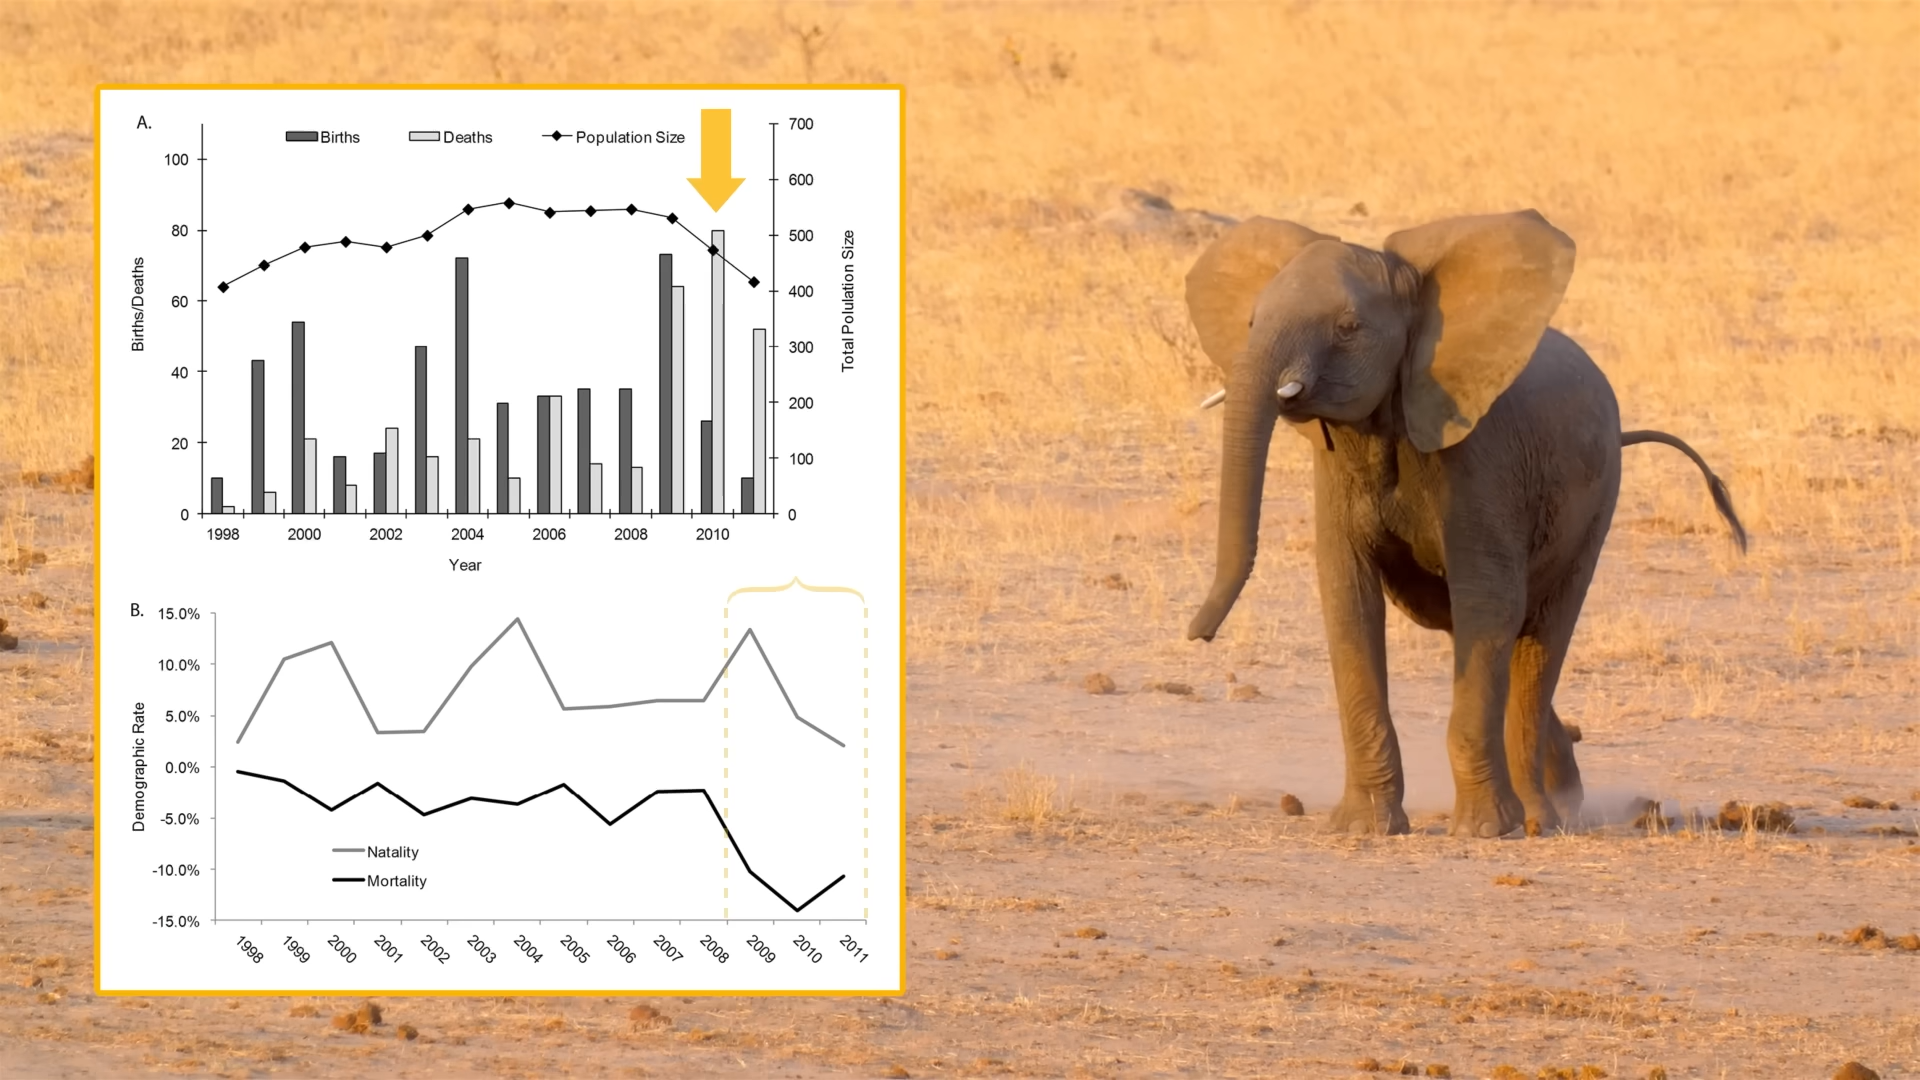 A.
Births Deaths Population Size
700
600
500
400
300
200
100
0
100
80
60
40
20
0
Births/Deaths
Total Polulation Size
1998 2000 2002 2004 2006 2008 2010
Year
B.
15.0%
10.0%
5.0%
0.0%
-5.0%
-10.0%
-15.0%
Demographic Rate
Natality
Mortality
1998 1999 2000 2001 2002 2003 2004 2005 2006 2007 2008 2009 2010 2011